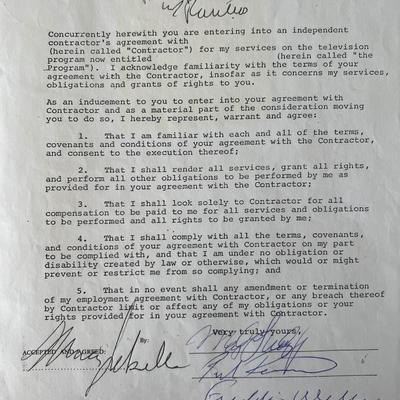 Concurrently herewith you are entering into an independent
contractor's agreement with
(herein called "Contractor") for my services on the television
program now entitled (herein called "the
Program"). I acknowledge familiarity with the terms of your
agreement with the Contractor, insofar as it concerns my services,
obligations and grants of rights to you.
As an inducement to you to enter into your agreement with
Contractor and as a material part of the consideration moving
you to do so, I hereby represent, warrant and agree:
1. That I am familiar with each and all of the terms,
covenants and conditions of your agreement with the Contractor,
and consent to the execution thereof;
2. That I shall render all services, grant all rights,
and perform all other obligations to be performed by me as
provided for in your agreement with the Contractor;
3. That I shall look solely to Contractor for all
compensation to be paid to me for all services and obligations
to be performed and all rights to be granted by me;
4. That I shall comply with all the terms, covenants,
and conditions of your agreement with Contractor on my part
to be complied with, and that I am under no obligation or
disability created by law or otherwise, which would or might
prevent or restrict me from so complying; and
5. That in no event shall any amendment or termination
of my employment agreement with Contractor, or any breach thereof
by Contractor limit or affect any of my obligations or your
rights provided for in your agreement with Contractor.
Very truly yours,
By:
ACCEPTED AND AGREED: